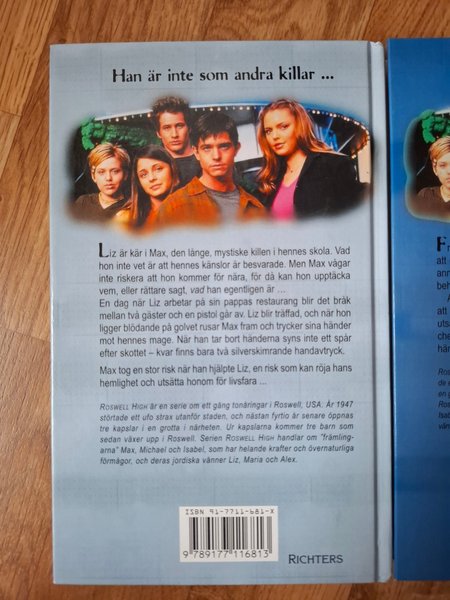 Han är inte som andra killar ...
Liz är kär i Max, den långe, mystiske killen i hennes skola. Vad
hon inte vet är att hennes känslor är besvarade. Men Max vågar
inte riskera att hon kommer för nära, för då kan hon upptäcka
vem, eller rättare sagt, vad han egentligen är ...
En dag när Liz arbetar på sin pappas restaurang blir det bråk
mellan två gäster och en pistol går av. Liz blir träffad, och när hon
ligger blödande på golvet rusar Max fram och trycker sina händer
mot hennes mage. När han tar bort händerna syns inte ett spår
efter skottet – kvar finns bara två silverskimrande handavtryck.
Max tog en stor risk när han hjälpte Liz, en risk som kan röja hans
hemlighet och utsätta honom för livsfara ...
ROSWELL HIGH är en serie om ett gäng tonåringar i Roswell, USA. År 1947
störtade ett ufo strax utanför staden, och nästan fyrtio år senare öppnas
tre kapslar i en grotta i närheten. Ur kapslarna kommer tre barn som
sedan växer upp i Roswell. Serien ROSWELL HIGH handlar om "främling-
arna" Max, Michael och Isabel, som har helande krafter och övernaturliga
förmågor, och deras jordiska vänner Liz, Maria och Alex.
ISBN 91-7711-681-X
9 789177 116813
RICHTERS